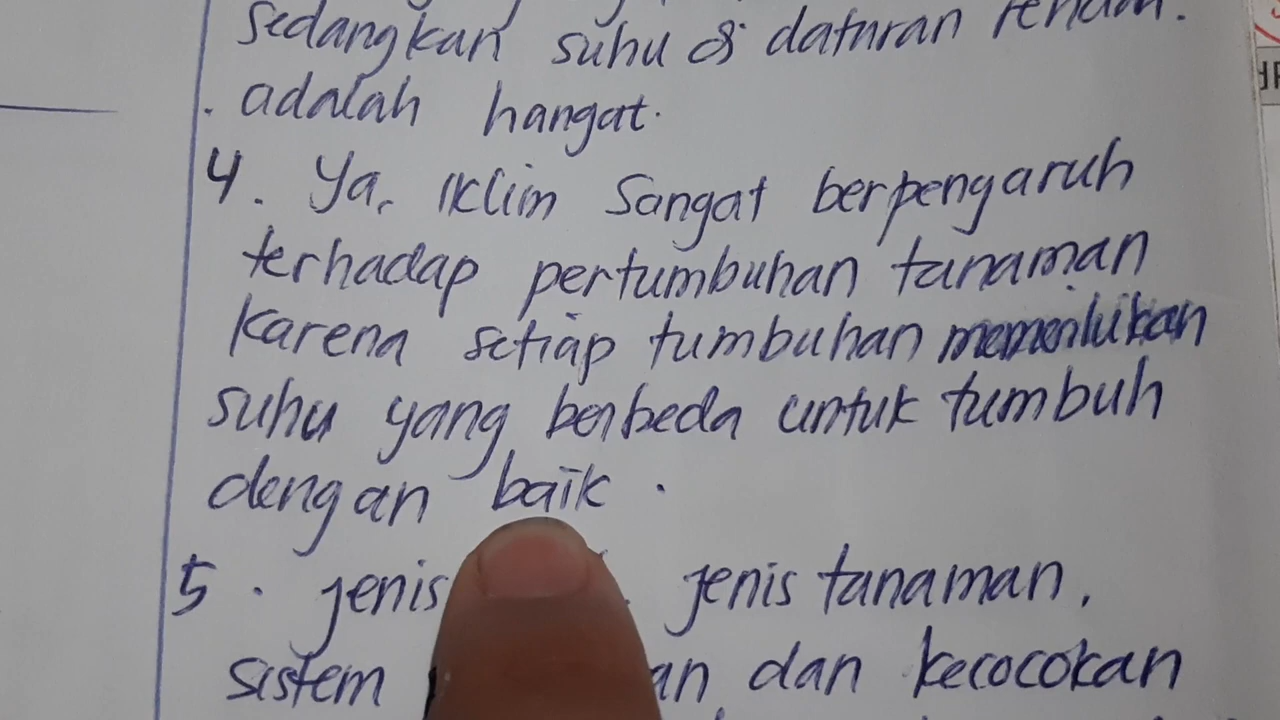 sedangkan suhu di dataran rendah.
adalah hangat.
4. Ya, iklim sangat berpengaruh
terhadap pertumbuhan tanaman
karena setiap tumbuhan memerlukan
suhu yang berbeda untuk tumbuh
dengan baik.
5. jenis jenis tanaman,
sistem dan kecocokan